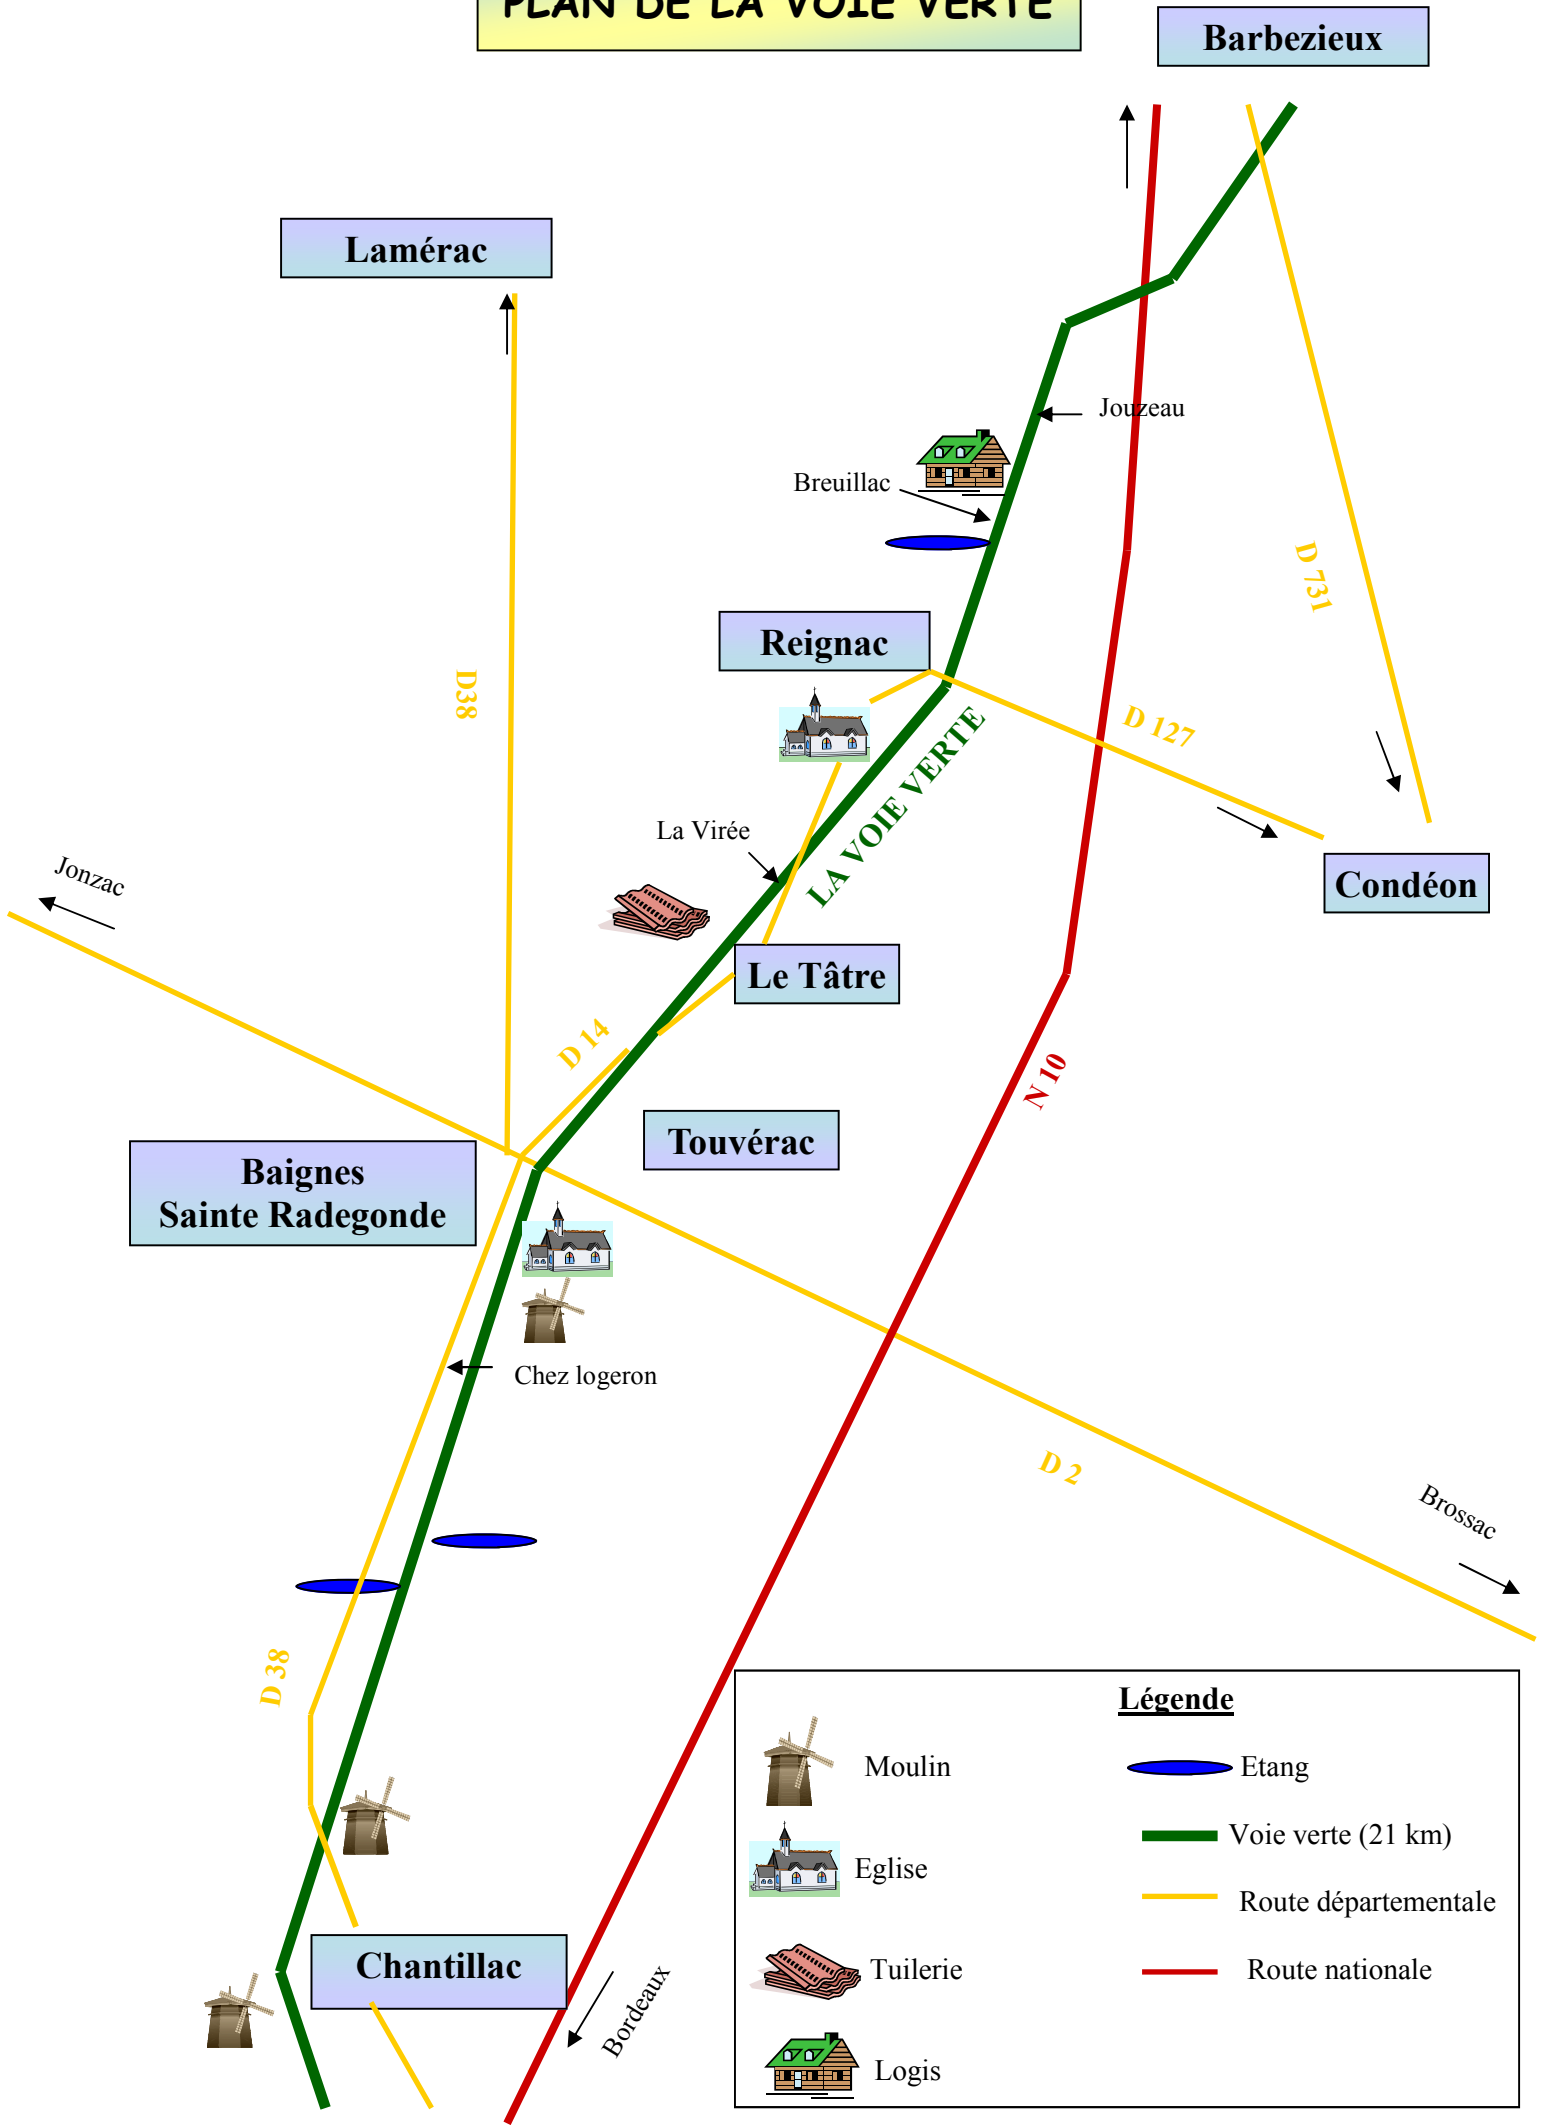 PLAN DE LA VOIE VERTE
Barbezieux
Lamérac
Jouzeau
Breuillac
D 731
Reignac
D38
D 127
LA VOIE VERTE
La Virée
Jonzac
Condéon
Le Tâtre
D 14
N 10
Touvérac
Baignes
Sainte Radegonde
Chez logeron
D 2
Brossac
D 38
Légende
Moulin
Etang
Voie verte (21 km)
Eglise
Route départementale
Chantillac
Tuilerie
Route nationale
Bordeaux
Logis